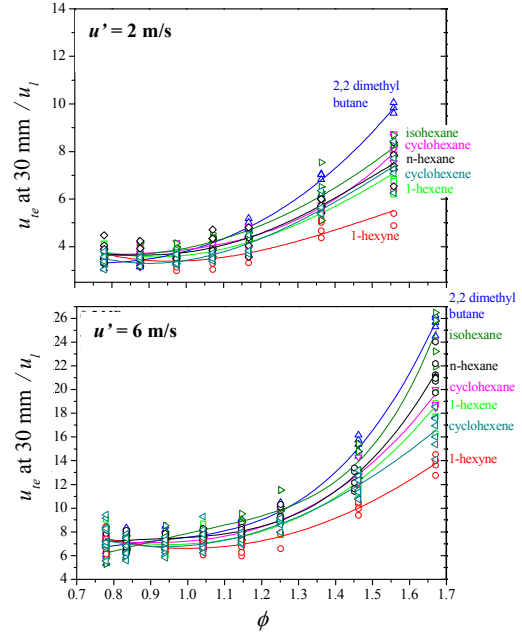 14
u' = 2 m/s
12
2,2 dimethyl
butane
10
isohexane
cyclohexane
n-hexane
cyclohexene
1-hexene
1-hexyne
8
6
4
u_te at 30 mm / u_l
u' = 6 m/s
26
24
22
20
18
16
14
12
10
8
6
4
u_te at 30 mm / u_l
2,2 dimethyl
butane
isohexane
n-hexane
cyclohexane
1-hexene
cyclohexene
1-hexyne
0.7 0.8 0.9 1.0 1.1 1.2 1.3 1.4 1.5 1.6 1.7
ϕ